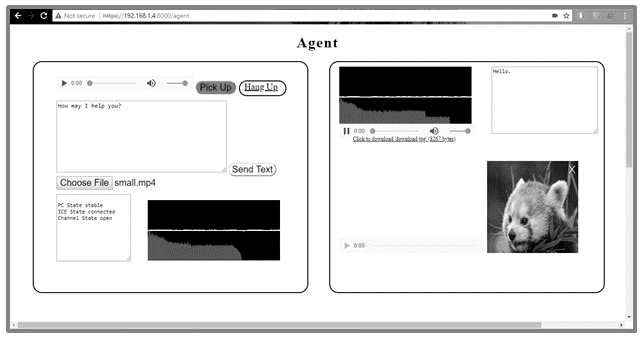 Not secure | https://192.168.1.4:8000/agent
Agent
0:00
Pick Up
Hang Up
How may I help you?
Send Text
Choose File small.mp4
PC State stable
ICE State connected
Channel State open
Hello.
0:00
Click to download 'download.jpg' (8267 bytes)
0:00
X